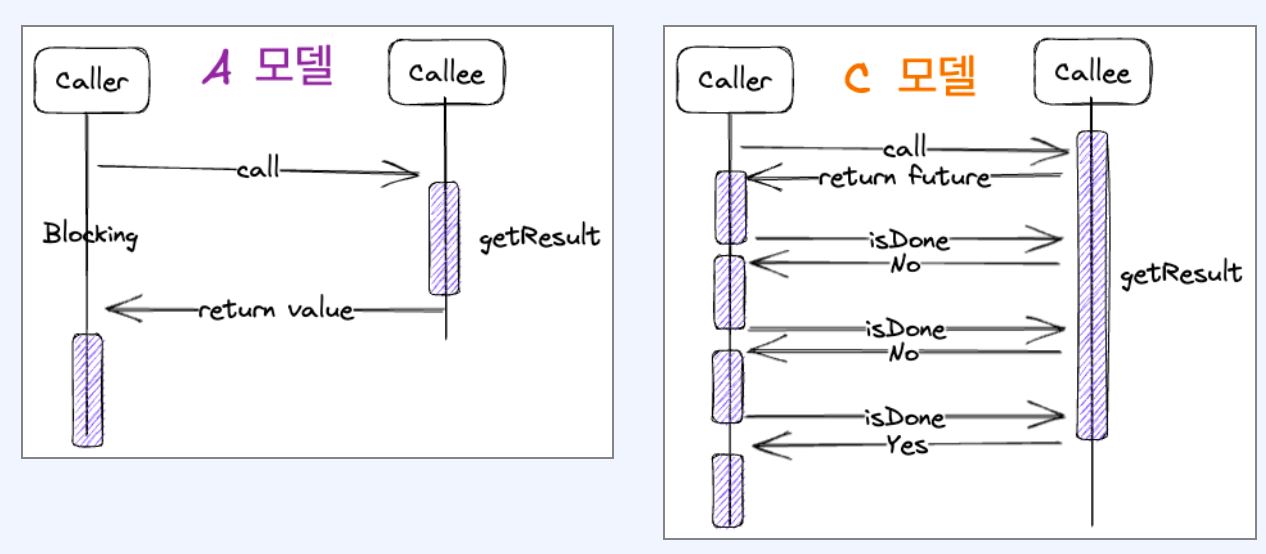 Caller
A 모델
Callee
call
Blocking
getResult
return value
Caller
C 모델
Callee
call
return future
isDone
No
getResult
isDone
No
isDone
Yes